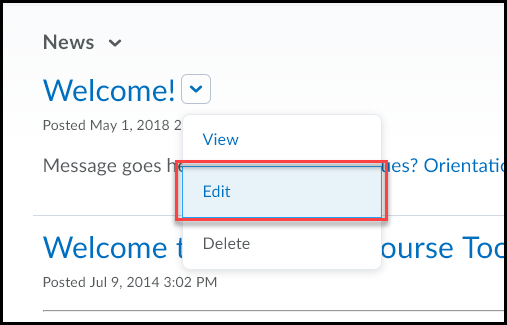 News
Welcome!
Posted May 1, 2018 2
View
Message goes ues? Orientatio
Edit
Welcome ourse Too
Delete
Posted Jul 9, 2014 3:02 PM